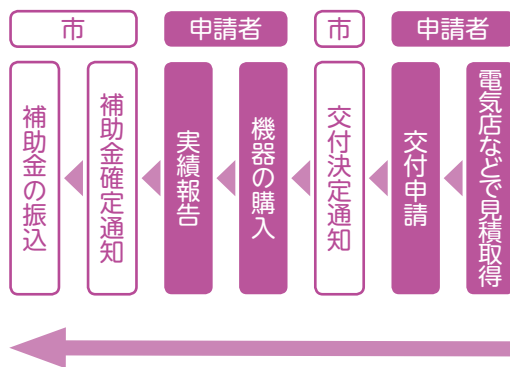 申請者
電気店などで見積取得
交付申請
市
交付決定通知
申請者
機器の購入
実績報告
市
補助金確定通知
補助金の振込